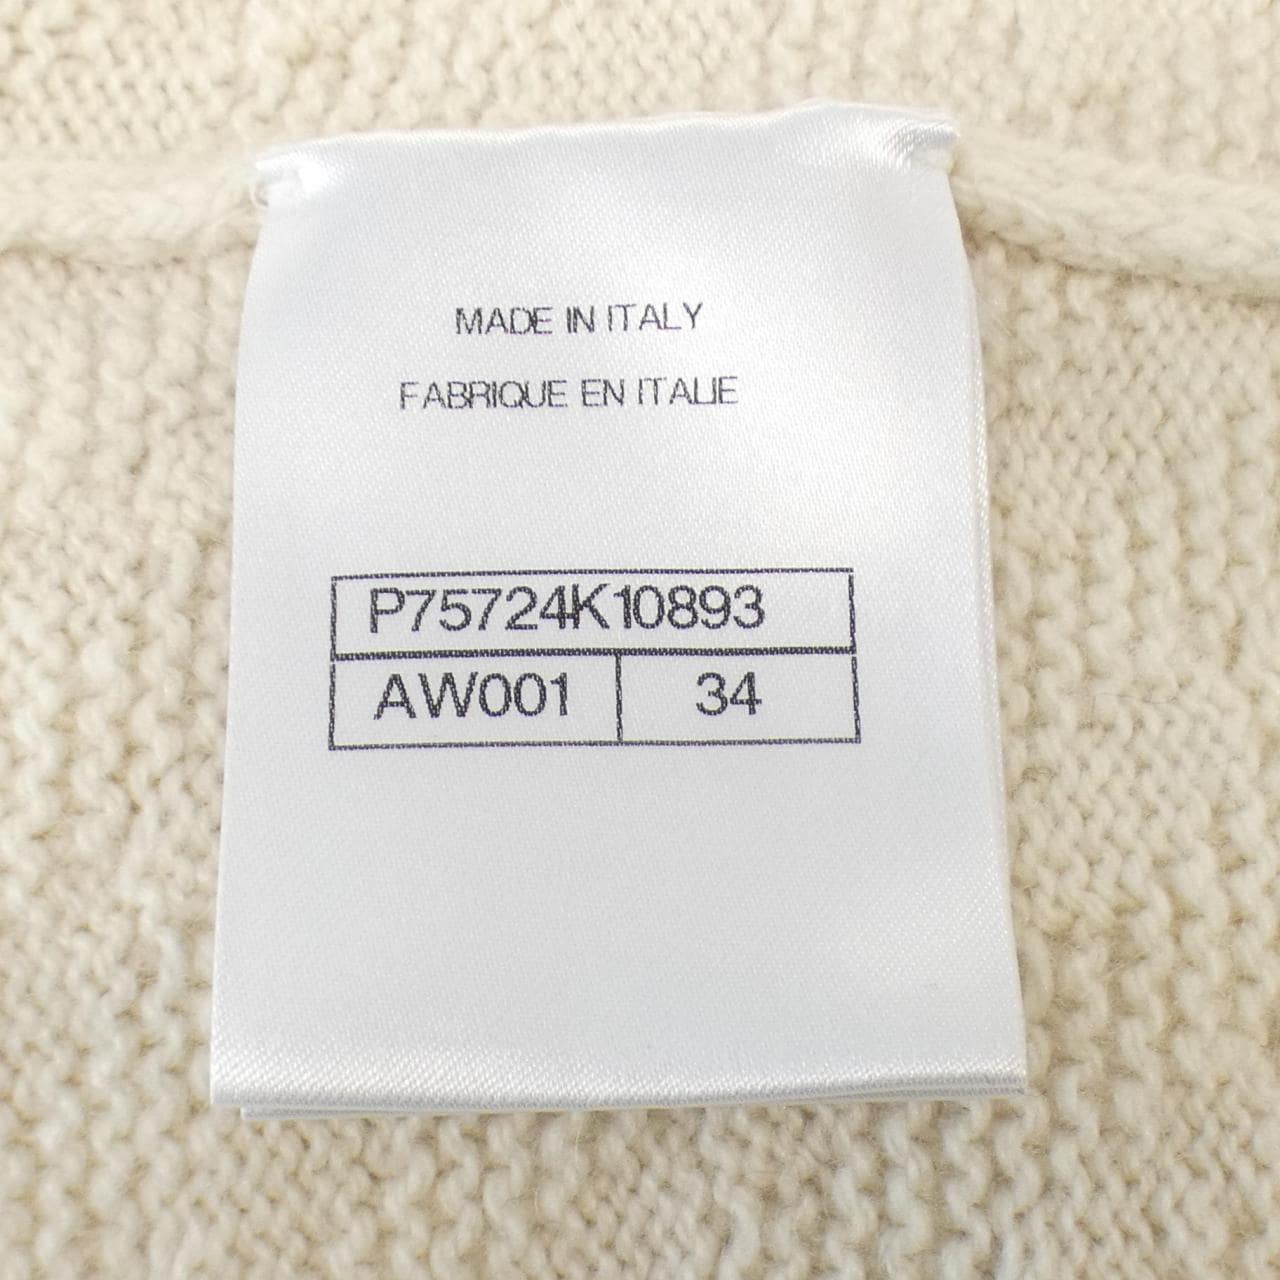 MADE IN ITALY
FABRIQUE EN ITALIE
P75724K10893
AW001 34